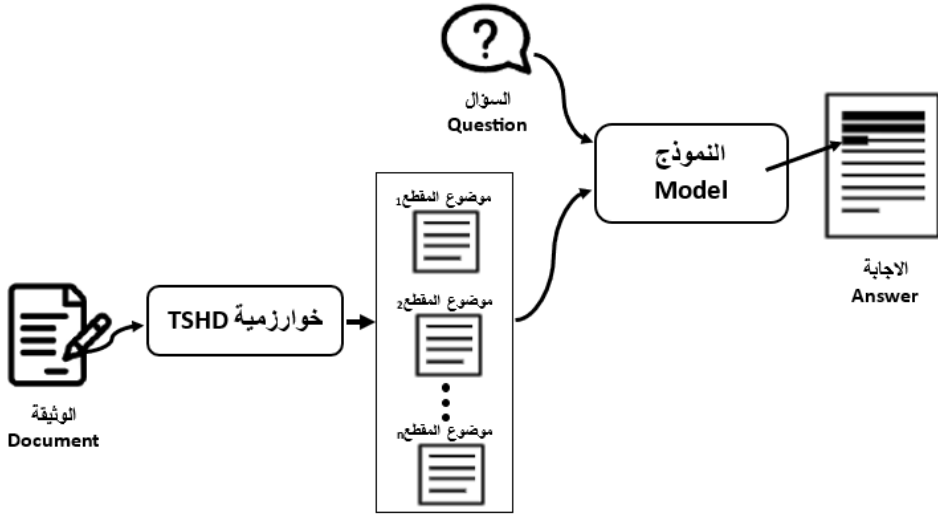 ?
السؤال
Question
النموذج
Model
الاجابة
Answer
موضوع المقطع1
موضوع المقطع2
موضوع المقطعn
خوارزمية TSHD
الوثيقة
Document